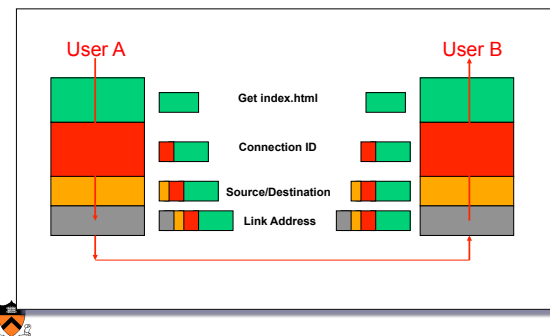 User A
User B
Get index.html
Connection ID
Source/Destination
Link Address